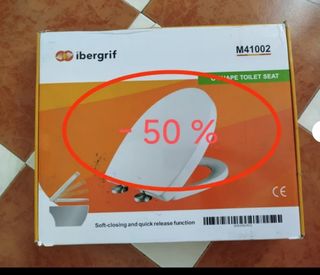 ibergrif
M41002
U SHAPE TOILET SEAT
- 50 %
Soft-closing and quick release function
CE